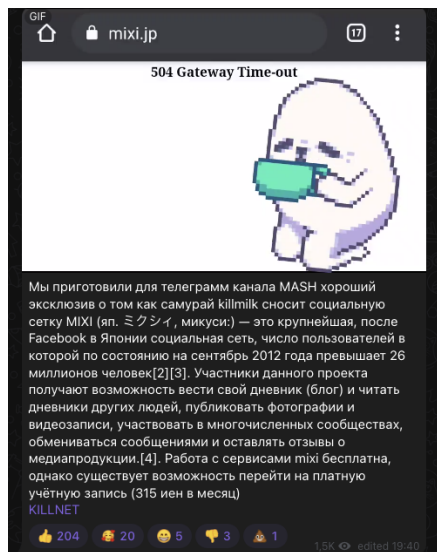 GIF
mixi.jp
17
504 Gateway Time-out
Мы приготовили для телеграмм канала MASH хороший
эксклюзив о том как самурай killmilk сносит социальную
сетку MIXI (яп. ミクシィ, микуси:) — это крупнейшая, после
Facebook в Японии социальная сеть, число пользователей в
которой по состоянию на сентябрь 2012 года превышает 26
миллионов человек[2][3]. Участники данного проекта
получают возможность вести свой дневник (блог) и читать
дневники других людей, публиковать фотографии и
видеозаписи, участвовать в многочисленных сообществах,
обмениваться сообщениями и оставлять отзывы о
медиапродукции.[4]. Работа с сервисами mixi бесплатна,
однако существует возможность перейти на платную
учётную запись (315 иен в месяц)
KILLNET
204 20 5 3 1
1,5K edited 19:40